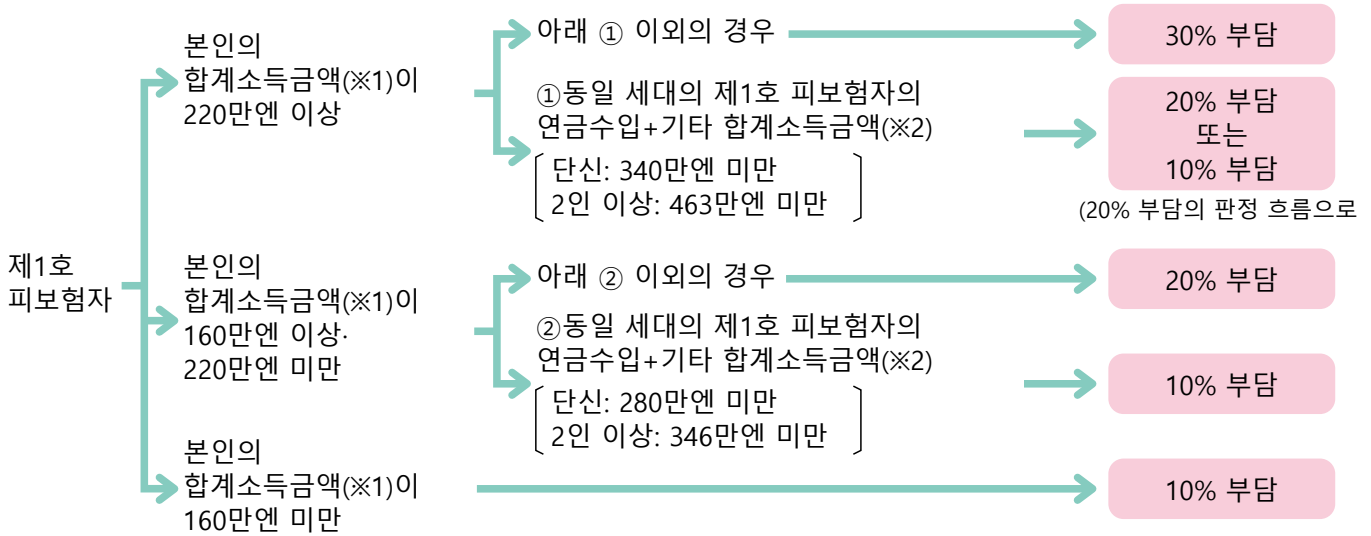 제1호
피보험자
본인의
합계소득금액(※1)이
220만엔 이상
아래 ① 이외의 경우
30% 부담
①동일 세대의 제1호 피보험자의
연금수입+기타 합계소득금액(※2)
단신: 340만엔 미만
2인 이상: 463만엔 미만
20% 부담
또는
10% 부담
(20% 부담의 판정 흐름으로
본인의
합계소득금액(※1)이
160만엔 이상·
220만엔 미만
아래 ② 이외의 경우
20% 부담
②동일 세대의 제1호 피보험자의
연금수입+기타 합계소득금액(※2)
단신: 280만엔 미만
2인 이상: 346만엔 미만
10% 부담
본인의
합계소득금액(※1)이
160만엔 미만
10% 부담